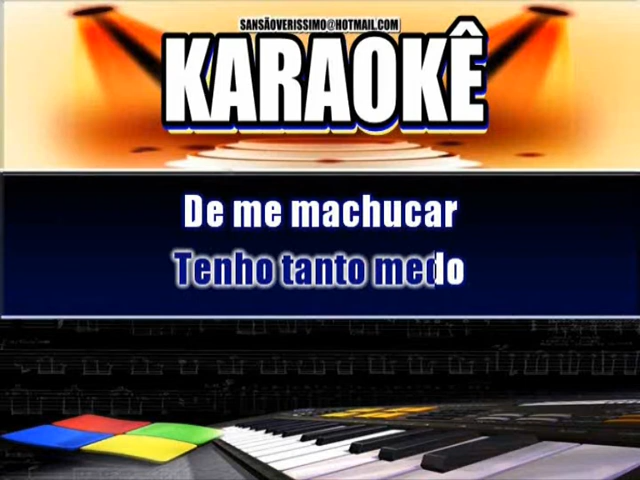 SANSÃOVERISSIMO@HOTMAIL.COM
KARAOKÊ
De me machucar
Tenho tanto medo